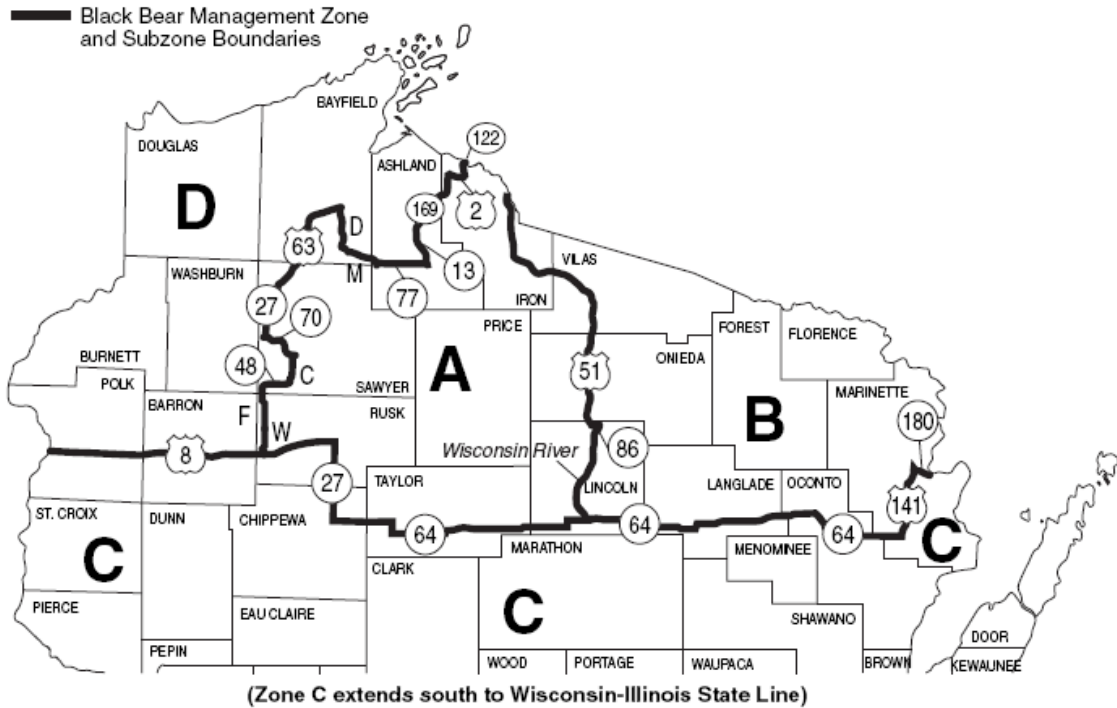 Black Bear Management Zone
and Subzone Boundaries
BAYFIELD
DOUGLAS
122
ASHLAND
D
169
2
D
63
13
M
WASHBURN
VILAS
77
27
IRON
70
PRICE
FOREST
FLORENCE
BURNETT
ONIEDA
POLK
48
C
A
51
SAWYER
MARINETTE
BARRON
F
RUSK
B
180
W
Wisconsin River
86
8
27
TAYLOR
LINCOLN
LANGLADE
OCONTO
141
ST. CROIX
DUNN
CHIPPEWA
64
64
64
C
C
MARATHON
MENOMINEE
CLARK
PIERCE
EAU CLAIRE
C
SHAWANO
DOOR
PEPIN
WOOD
PORTAGE
WAUPACA
BROWN
KEWAUNEE
(Zone C extends south to Wisconsin-Illinois State Line)